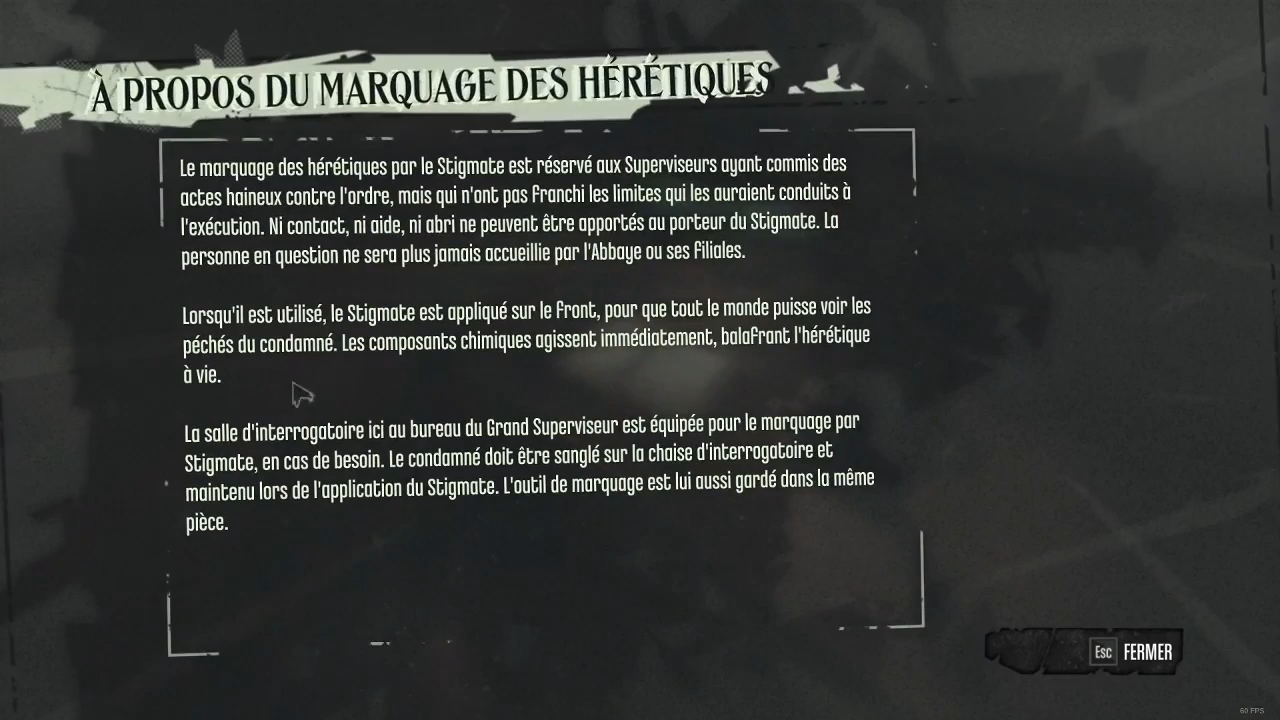 À PROPOS DU MARQUAGE DES HÉRÉTIQUES
Le marquage des hérétiques par le Stigmate est réservé aux Superviseurs ayant commis des
actes haineux contre l'ordre, mais qui n'ont pas franchi les limites qui les auraient conduits à
l'exécution. Ni contact, ni aide, ni abri ne peuvent être apportés au porteur du Stigmate. La
personne en question ne sera plus jamais accueillie par l'Abbaye ou ses filiales.
Lorsqu'il est utilisé, le Stigmate est appliqué sur le front, pour que tout le monde puisse voir les
péchés du condamné. Les composants chimiques agissent immédiatement, balafrant l'hérétique
à vie.
La salle d'interrogatoire ici au bureau du Grand Superviseur est équipée pour le marquage par
Stigmate, en cas de besoin. Le condamné doit être sanglé sur la chaise d'interrogatoire et
maintenu lors de l'application du Stigmate. L'outil de marquage est lui aussi gardé dans la même
pièce.
Esc FERMER
60 FPS